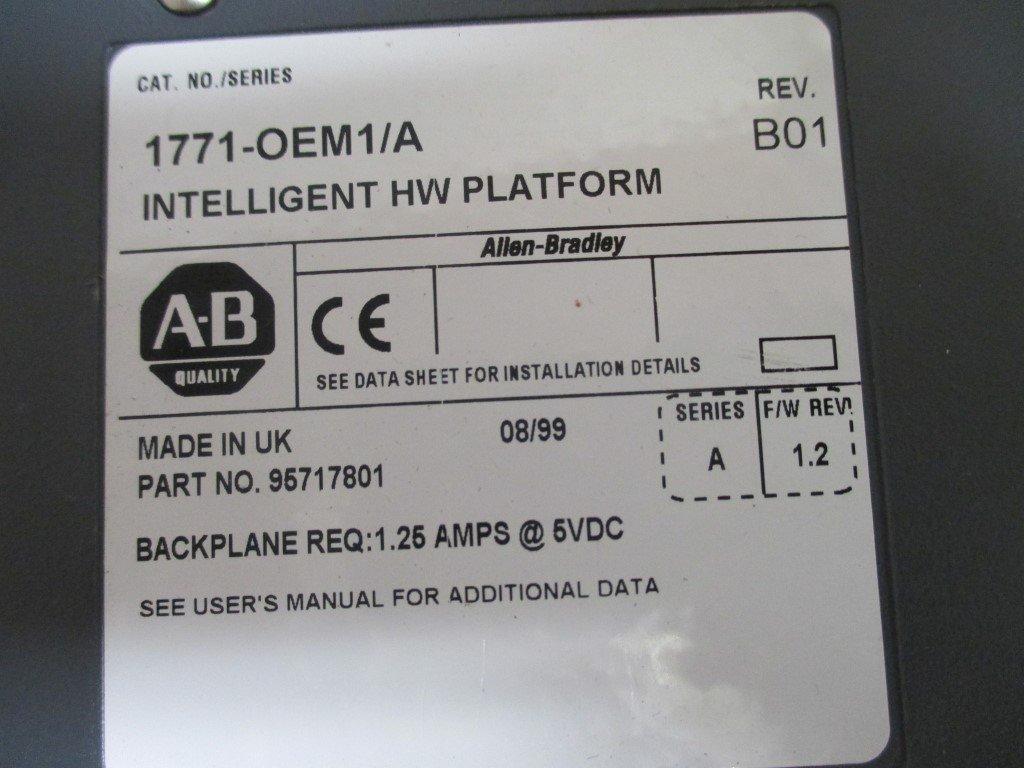 CAT. NO./SERIES
REV.
1771-OEM1/A
B01
INTELLIGENT HW PLATFORM
Allen-Bradley
A-B
QUALITY
CE
SEE DATA SHEET FOR INSTALLATION DETAILS
SERIES
F/W REV.
A
1.2
MADE IN UK
08/99
PART NO. 95717801
BACKPLANE REQ:1.25 AMPS @ 5VDC
SEE USER'S MANUAL FOR ADDITIONAL DATA